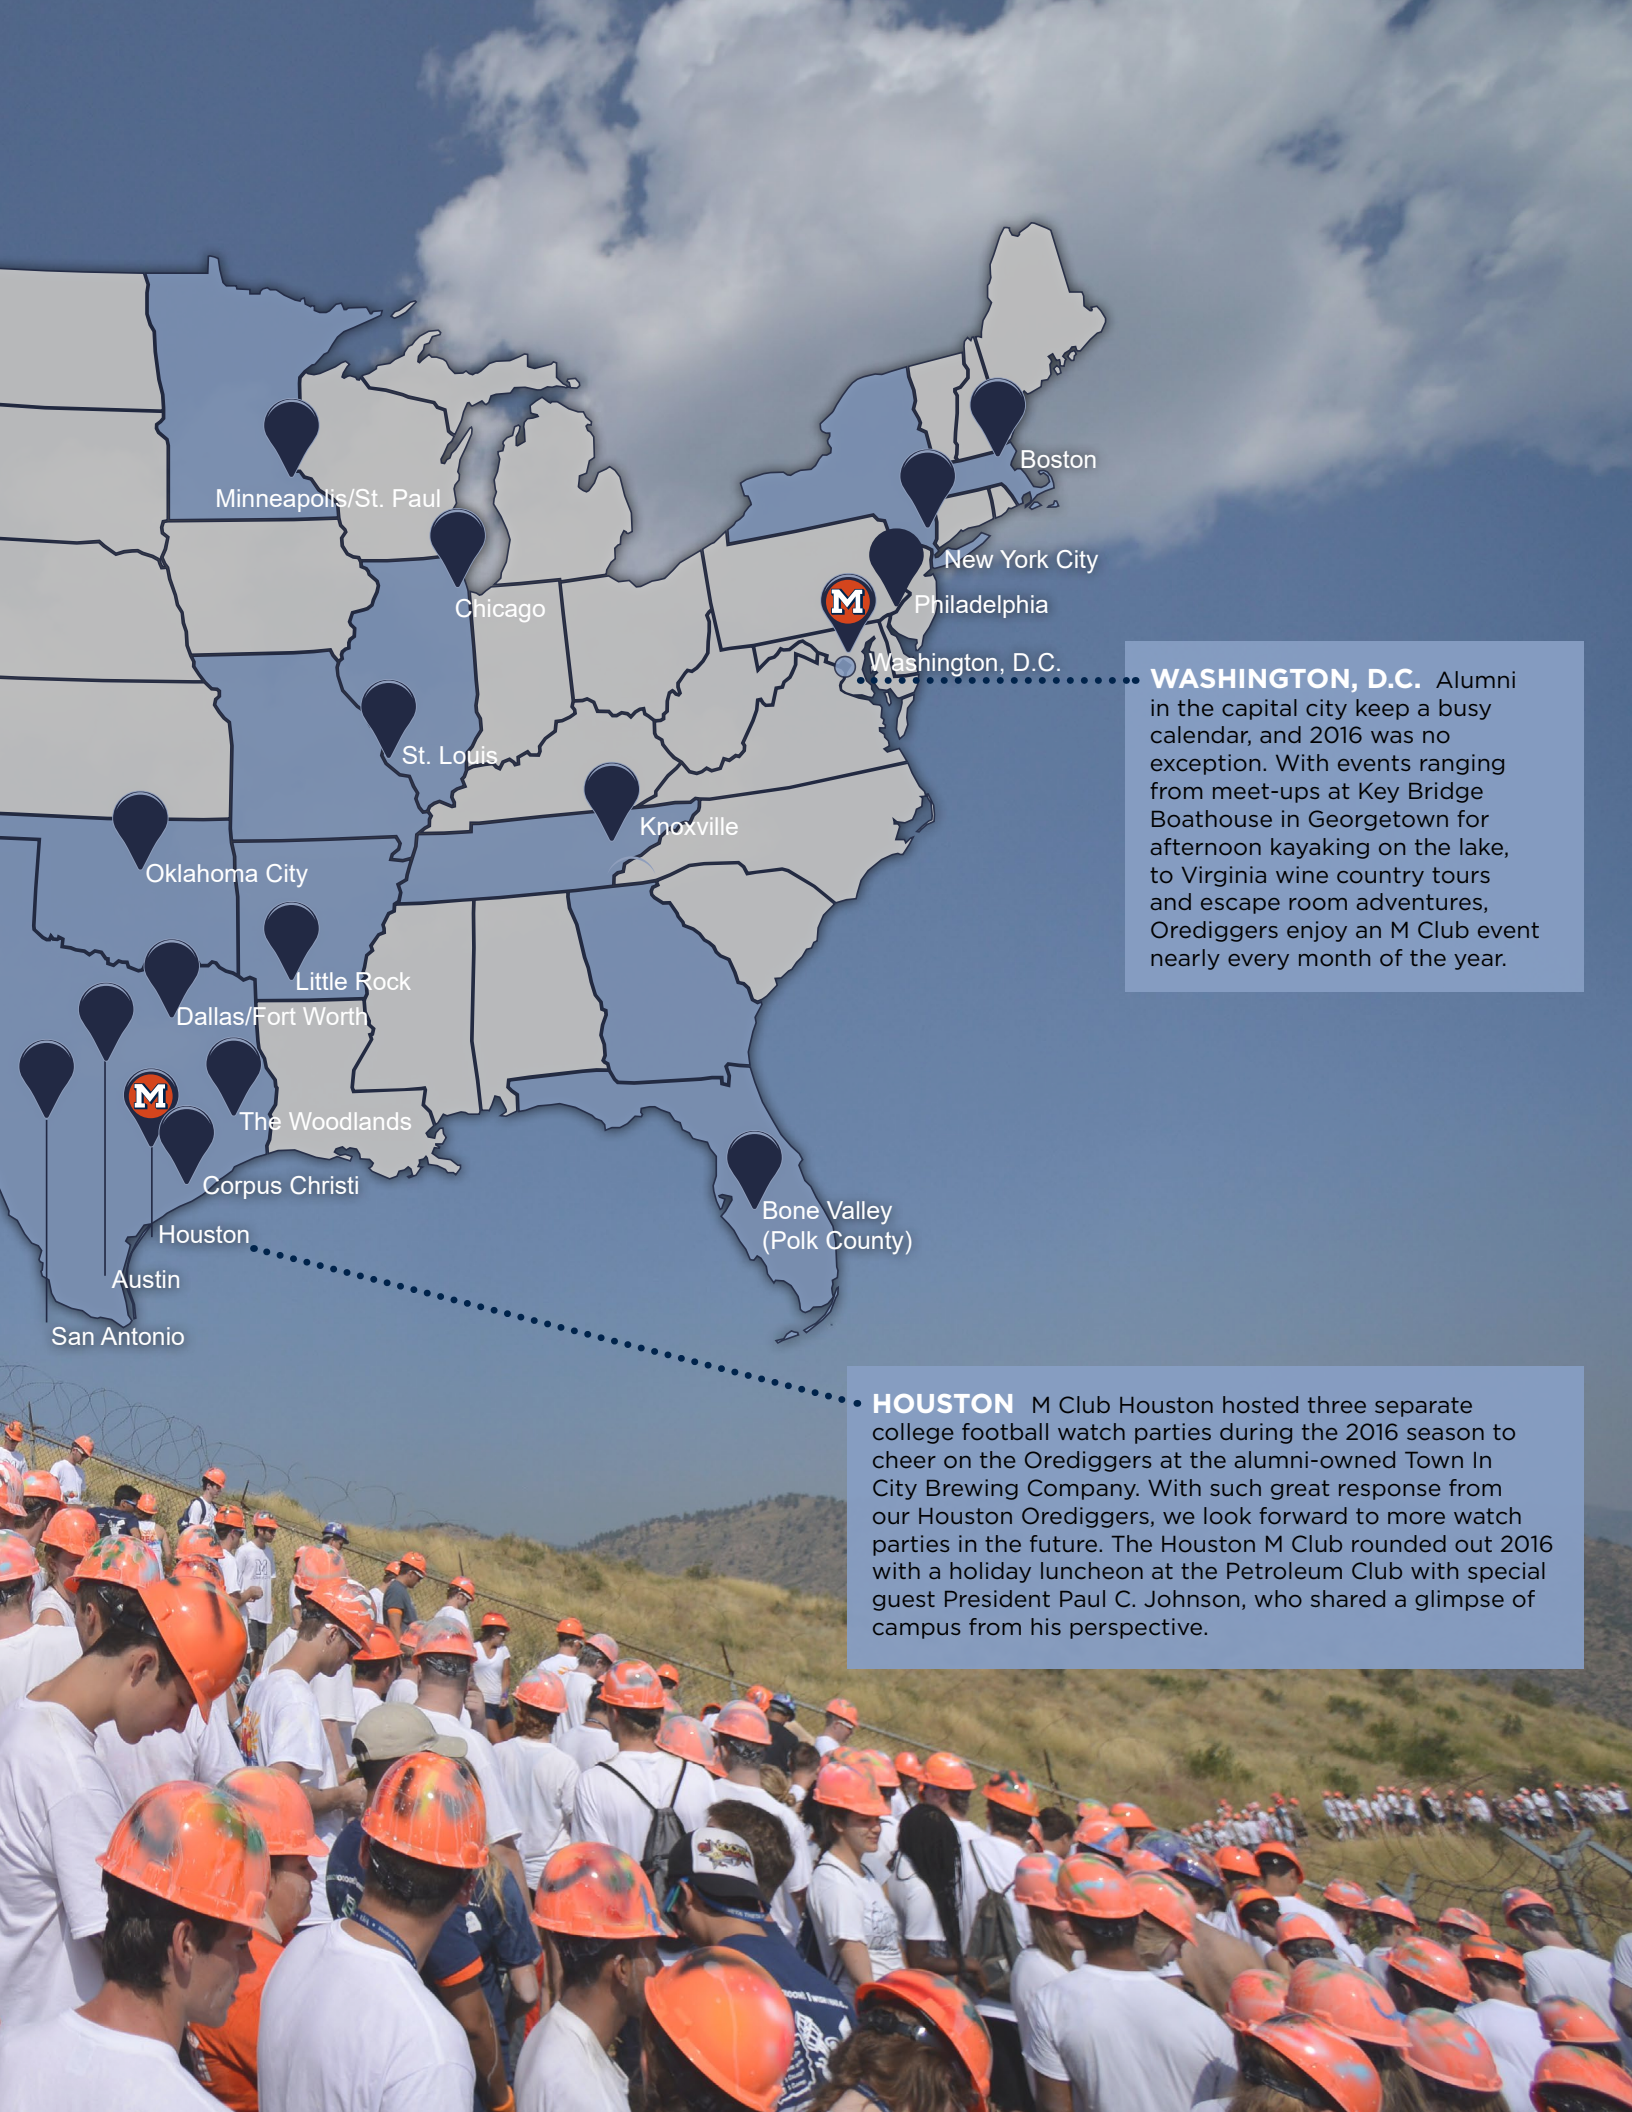 Boston
Minneapolis/St. Paul
New York City
Chicago
Philadelphia
M
Washington, D.C.
WASHINGTON, D.C. Alumni
in the capital city keep a busy
calendar, and 2016 was no
exception. With events ranging
from meet-ups at Key Bridge
Boathouse in Georgetown for
afternoon kayaking on the lake,
to Virginia wine country tours
and escape room adventures,
Orediggers enjoy an M Club event
nearly every month of the year.
St. Louis
Knoxville
Oklahoma City
Little Rock
Dallas/Fort Worth
M
The Woodlands
Corpus Christi
Houston
Austin
San Antonio
Bone Valley
(Polk County)
HOUSTON M Club Houston hosted three separate
college football watch parties during the 2016 season to
cheer on the Orediggers at the alumni-owned Town In
City Brewing Company. With such great response from
our Houston Orediggers, we look forward to more watch
parties in the future. The Houston M Club rounded out 2016
with a holiday luncheon at the Petroleum Club with special
guest President Paul C. Johnson, who shared a glimpse of
campus from his perspective.